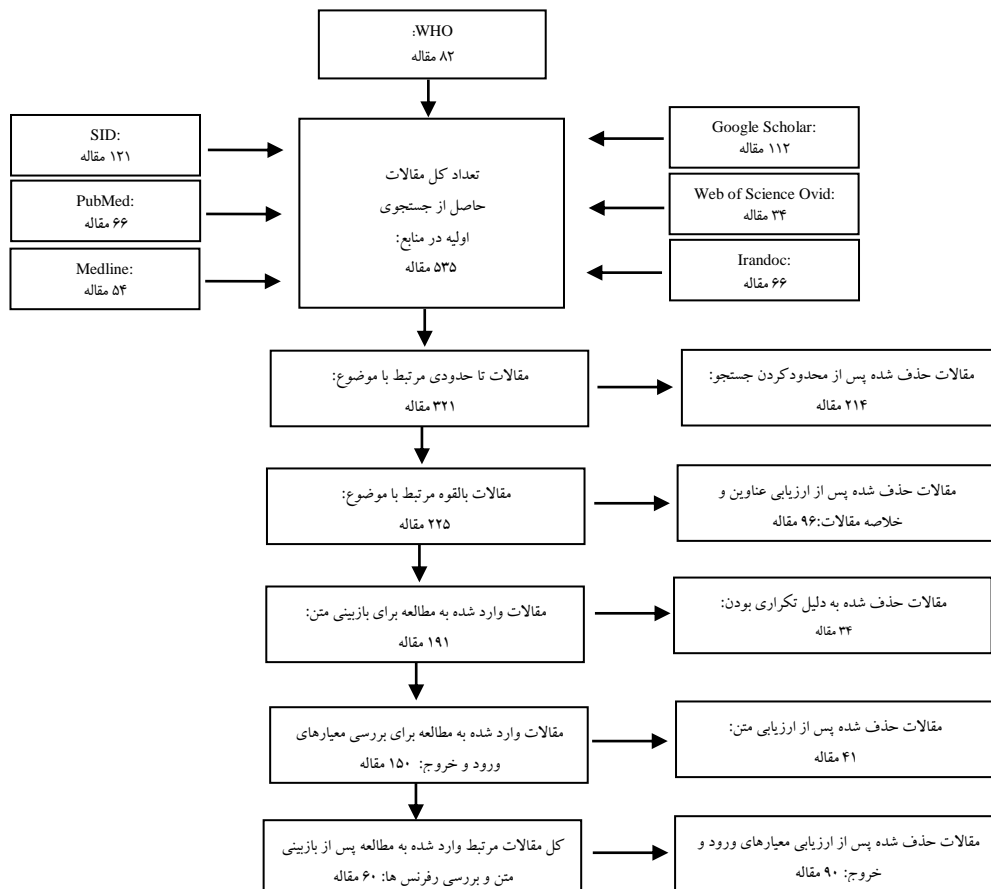 WHO:
۸۲ مقاله
SID:
۱۲۱ مقاله
PubMed:
۶۶ مقاله
Medline:
۵۴ مقاله
تعداد کل مقالات
حاصل از جستجوی
اولیه در منابع:
۵۳۵ مقاله
Google Scholar:
۱۱۲ مقاله
Web of Science Ovid:
۳۴ مقاله
Irandoc:
۶۶ مقاله
مقالات تا حدودی مرتبط با موضوع:
۳۲۱ مقاله
مقالات حذف شده پس از محدودکردن جستجو:
۲۱۴ مقاله
مقالات بالقوه مرتبط با موضوع:
۲۲۵ مقاله
مقالات حذف شده پس از ارزیابی عناوین و
خلاصه مقالات:۹۶ مقاله
مقالات وارد شده به مطالعه برای بازبینی متن:
۱۹۱ مقاله
مقالات حذف شده به دلیل تکراری بودن:
۳۴ مقاله
مقالات وارد شده به مطالعه برای بررسی معیارهای
ورود و خروج: ۱۵۰ مقاله
مقالات حذف شده پس از ارزیابی متن:
۴۱ مقاله
کل مقالات مرتبط وارد شده به مطالعه پس از بازبینی
متن و بررسی رفرنس ها: ۶۰ مقاله
مقالات حذف شده پس از ارزیابی معیارهای ورود و
خروج: ۹۰ مقاله